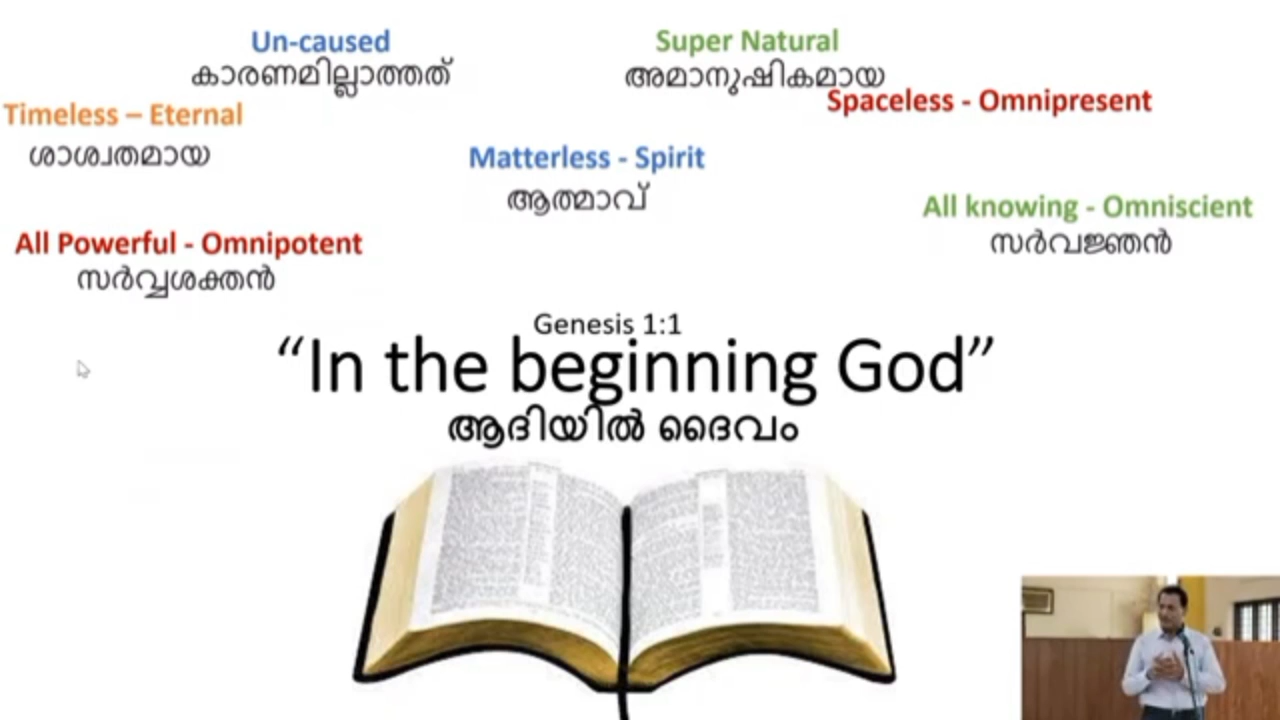 Un-caused
കാരണമില്ലാത്തത്
Super Natural
അമാനുഷികമായ
Timeless – Eternal
ശാശ്വതമായ
Spaceless - Omnipresent
Matterless - Spirit
ആത്മാവ്
All knowing - Omniscient
സർവജ്ഞൻ
All Powerful - Omnipotent
സർവ്വശക്തൻ
Genesis 1:1
“In the beginning God”
ആദിയിൽ ദൈവം